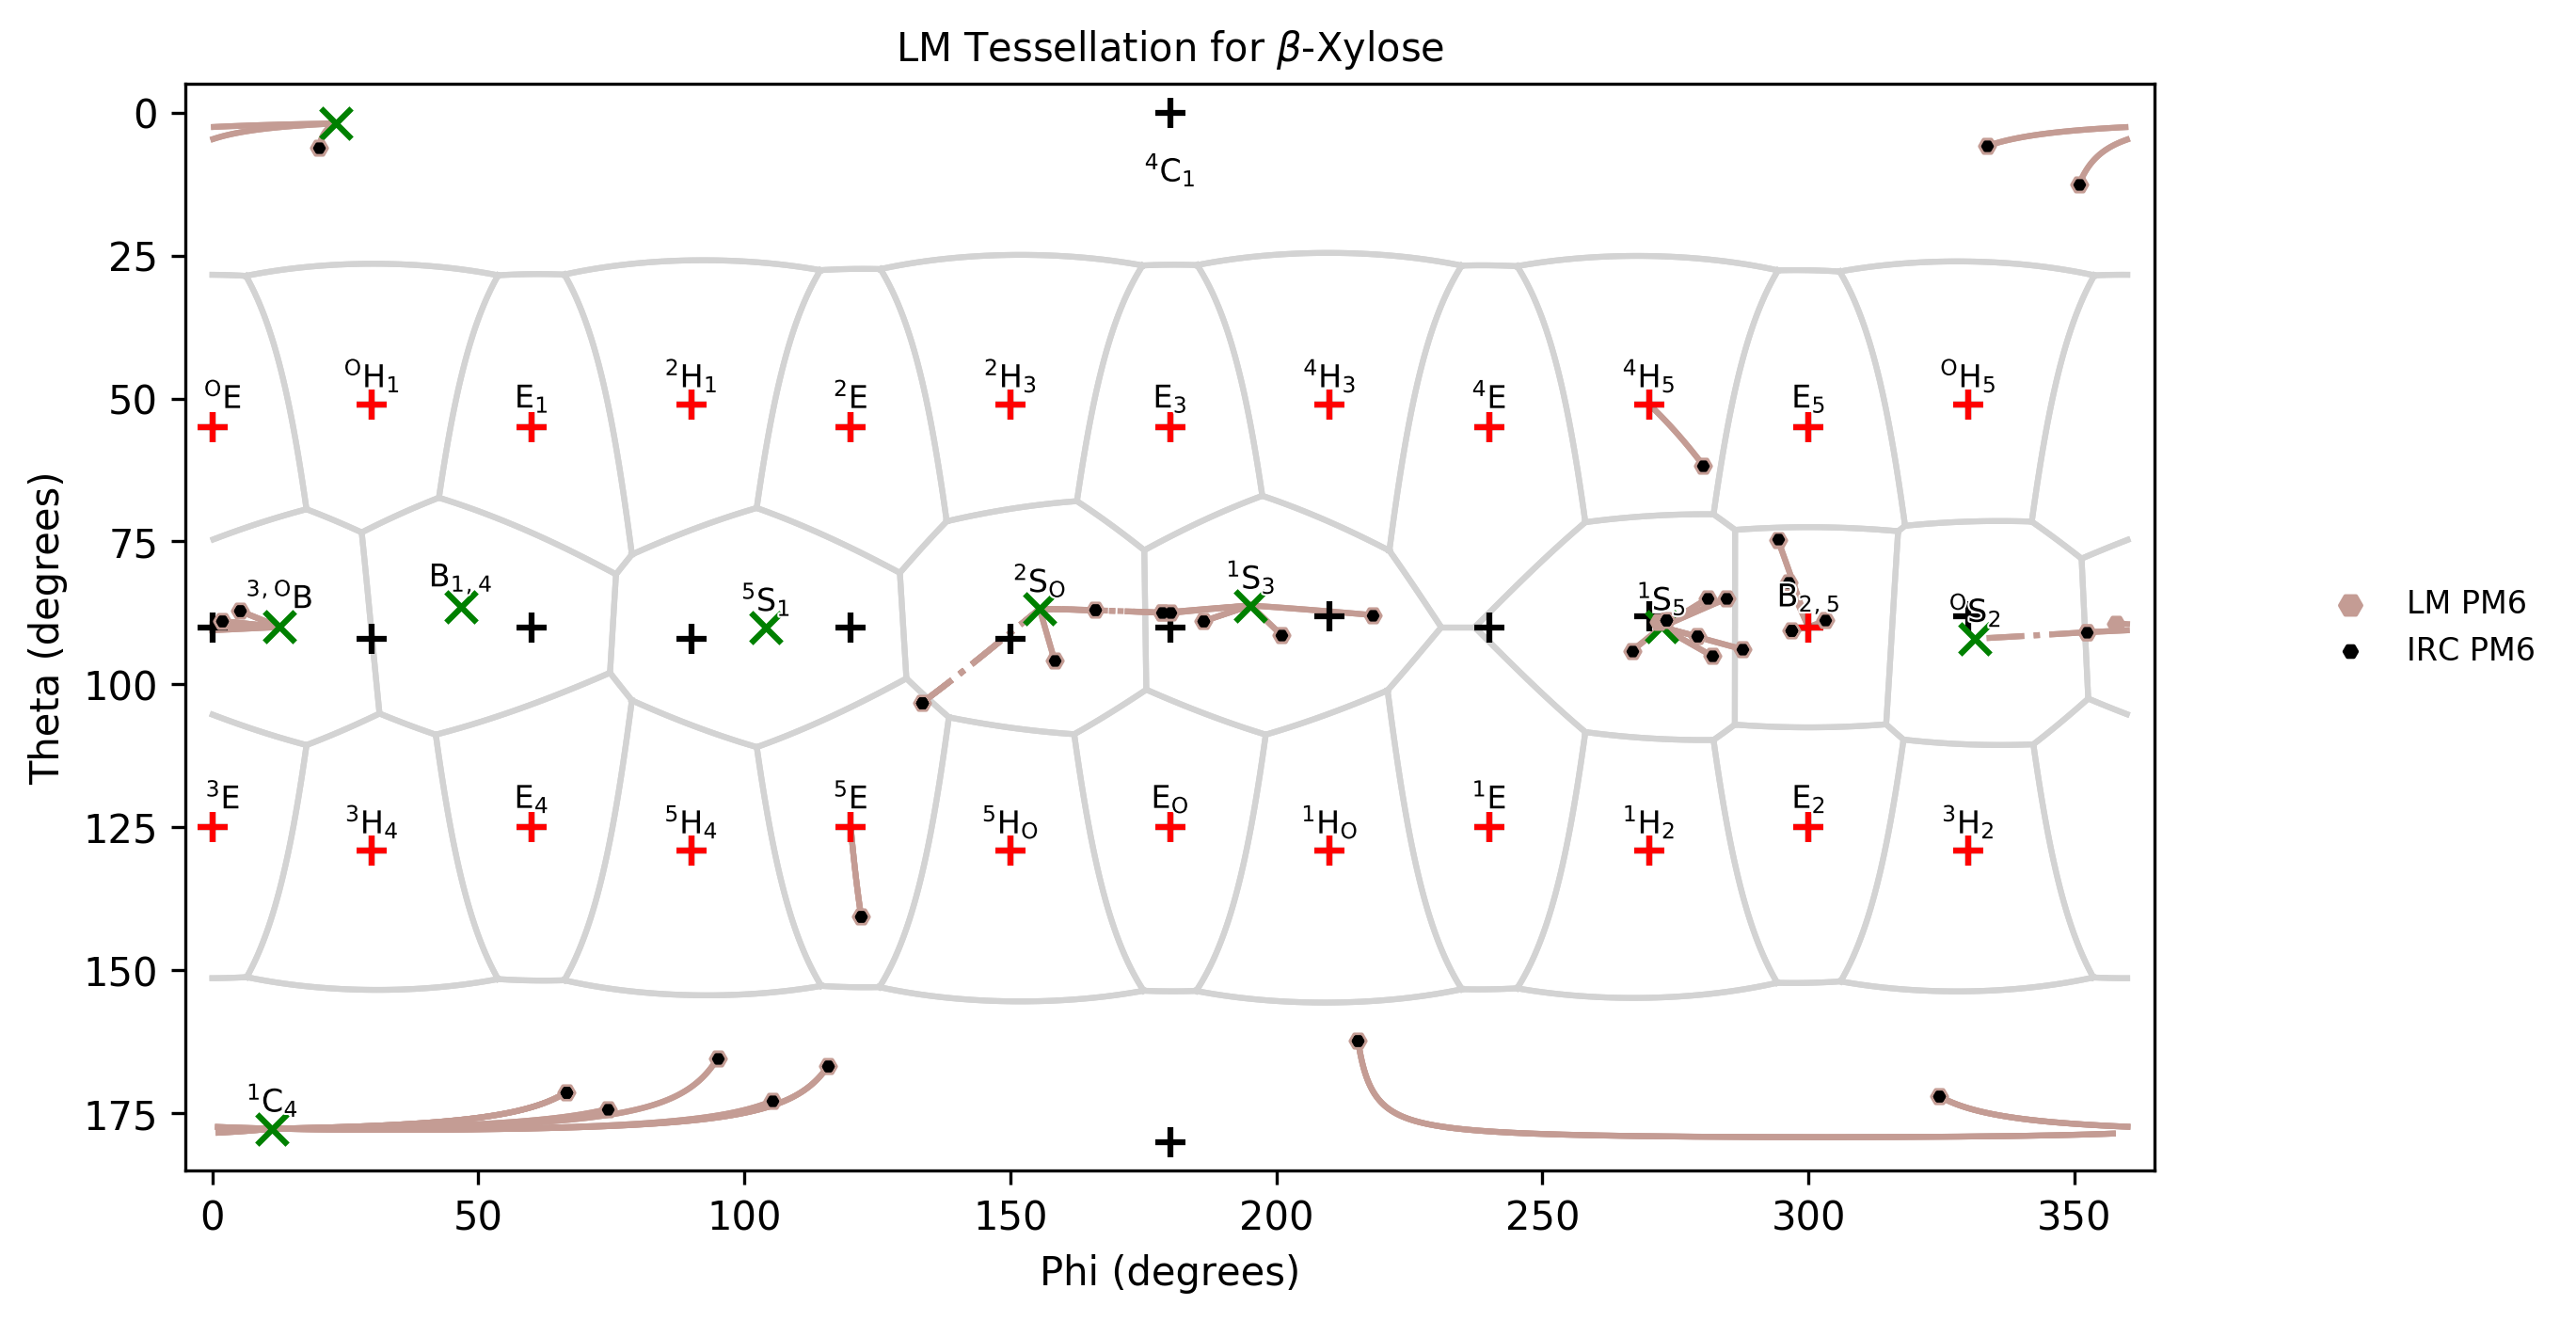 LM Tessellation for β-Xylose
0
⁴C₁
25
ᴼH₁ ²H₁ ²H₃ ⁴H₃ ⁴H₅ ᴼH₅
50
ᴼE E₁ ²E E₃ ⁴E E₅
75
³,ᴼB B₁,₄ ⁵S₁ ²Sₒ ¹S₃ ¹S₅ B₂,₅ ᴼS₂
100
³E E₄ ⁵E Eₒ ¹E E₂
125
³H₄ ⁵H₄ ⁵Hₒ ¹Hₒ ¹H₂ ³H₂
150
¹C₄
175
0 50 100 150 200 250 300 350
Phi (degrees)
Theta (degrees)
LM PM6
IRC PM6